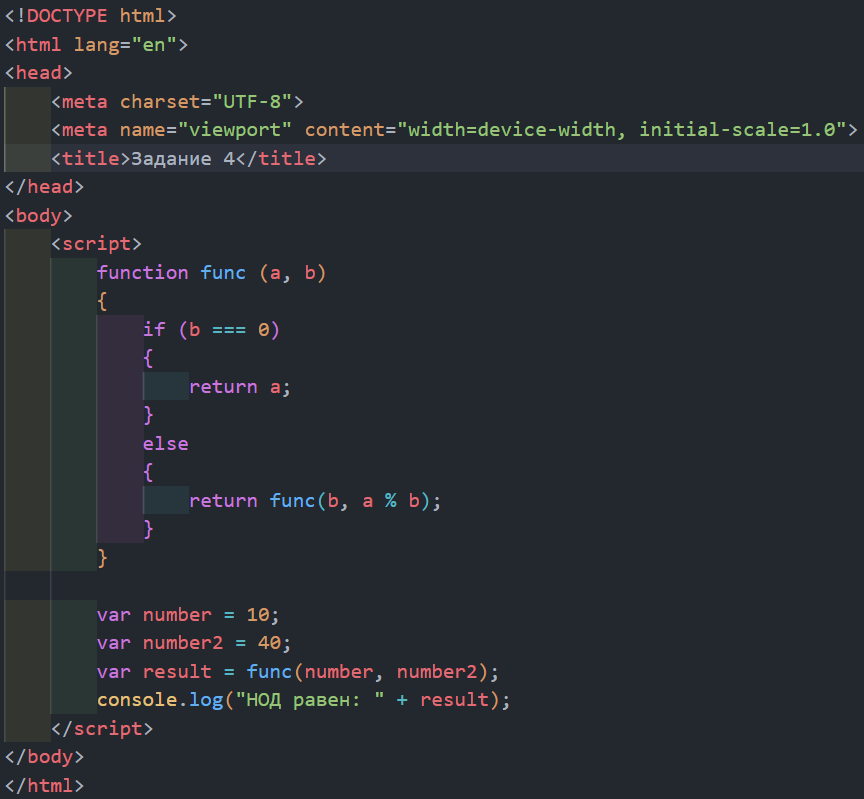 <!DOCTYPE html>
<html lang="en">
<head>
    <meta charset="UTF-8">
    <meta name="viewport" content="width=device-width, initial-scale=1.0">
    <title>Задание 4</title>
</head>
<body>
    <script>
        function func (a, b)
        {
            if (b === 0)
            {
                return a;
            }
            else
            {
                return func(b, a % b);
            }
        }

        var number = 10;
        var number2 = 40;
        var result = func(number, number2);
        console.log("НОД равен: " + result);
    </script>
</body>
</html>